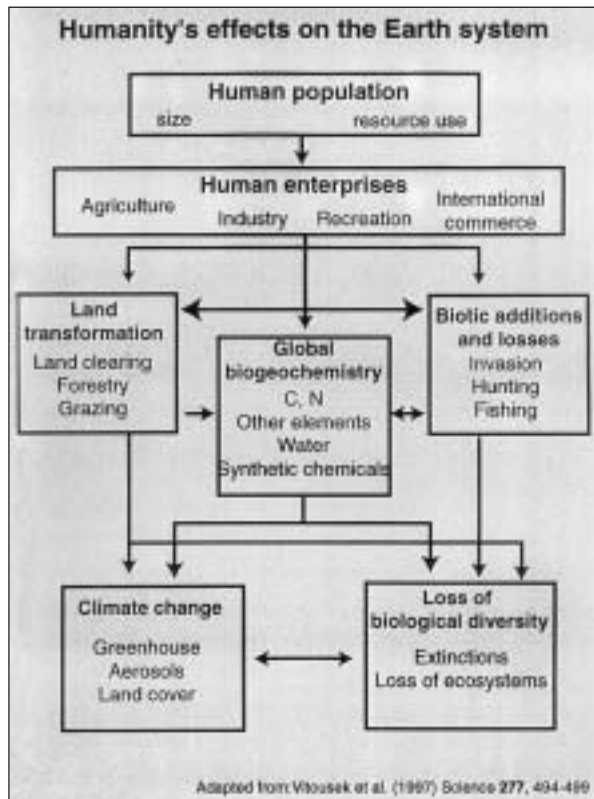 Humanity's effects on the Earth system
Human population
size resource use
Human enterprises
Agriculture Industry Recreation International
commerce
Land
transformation
Land clearing
Forestry
Grazing
Global
biogeochemistry
C, N
Other elements
Water
Synthetic chemicals
Biotic additions
and losses
Invasion
Hunting
Fishing
Climate change
Greenhouse
Aerosols
Land cover
Loss of
biological diversity
Extinctions
Loss of ecosystems
Adapted from: Vitousek et al. (1997) Science 277, 494-499